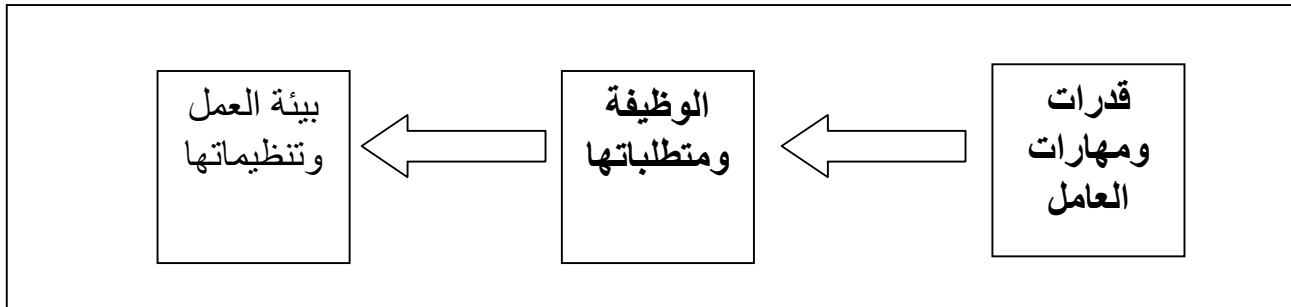 قدرات
ومهارات
العامل
الوظيفة
ومتطلباتها
بيئة العمل
وتنظيماتها